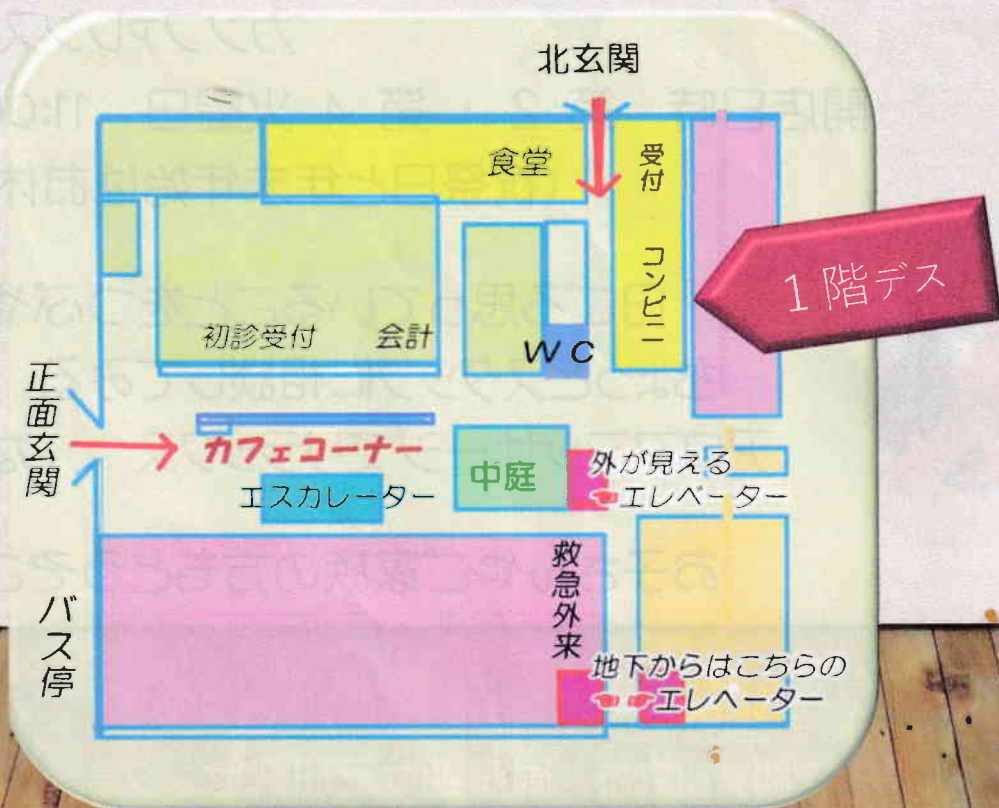 北玄関
食堂
受付
コンビニ
1階デス
初診受付
会計
WC
正面玄関
カフェコーナー
エスカレーター
中庭
外が見える
エレベーター
救急外来
バス停
地下からはこちらの
エレベーター